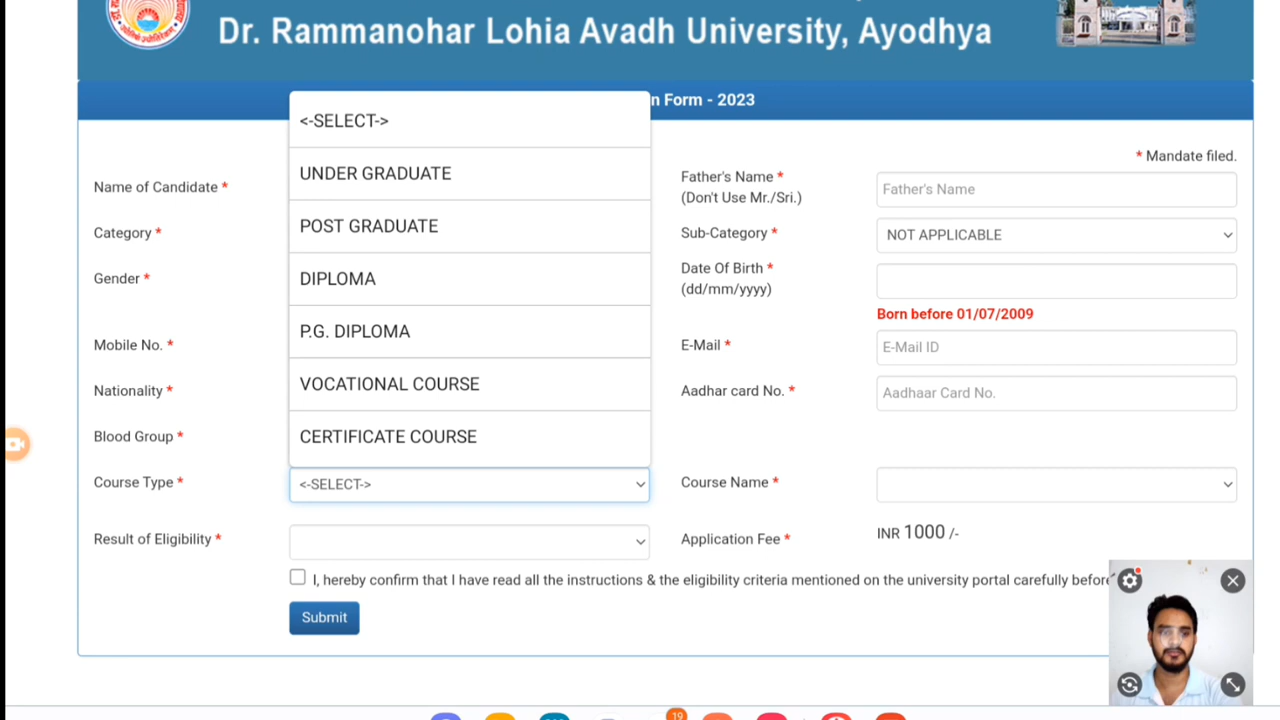 Dr. Rammanohar Lohia Avadh University, Ayodhya
n Form - 2023
* Mandate filed.
Name of Candidate *
Father's Name *
(Don't Use Mr./Sri.)
Father's Name
Category *
Sub-Category *
NOT APPLICABLE
Gender *
Date Of Birth *
(dd/mm/yyyy)
Born before 01/07/2009
Mobile No. *
E-Mail *
E-Mail ID
Nationality *
Aadhar card No. *
Aadhaar Card No.
Blood Group *
<-SELECT->
UNDER GRADUATE
POST GRADUATE
DIPLOMA
P.G. DIPLOMA
VOCATIONAL COURSE
CERTIFICATE COURSE
Course Type *
<-SELECT->
Course Name *
Result of Eligibility *
Application Fee *
INR 1000 /-
I, hereby confirm that I have read all the instructions & the eligibility criteria mentioned on the university portal carefully before
Submit
19